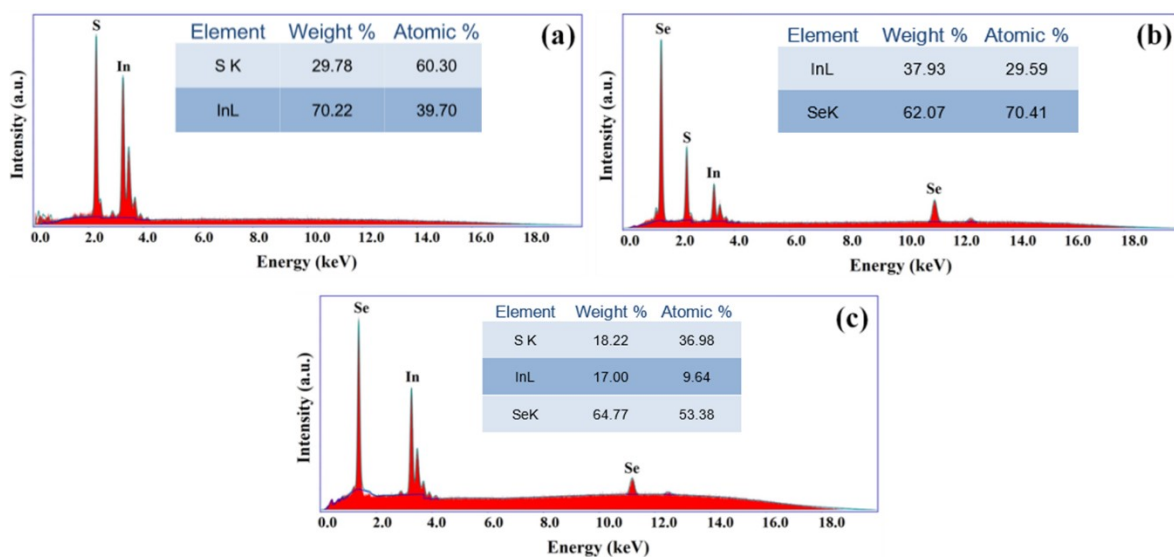 (a)
S
In
Element Weight % Atomic %
S K 29.78 60.30
InL 70.22 39.70
Intensity (a.u.)
0.0 2.0 4.0 6.0 8.0 10.0 12.0 14.0 16.0 18.0
Energy (keV)
(b)
Se
S
In
Se
Element Weight % Atomic %
InL 37.93 29.59
SeK 62.07 70.41
Intensity (a.u.)
0.0 2.0 4.0 6.0 8.0 10.0 12.0 14.0 16.0 18.0
Energy (keV)
(c)
Se
In
Se
Element Weight % Atomic %
S K 18.22 36.98
InL 17.00 9.64
SeK 64.77 53.38
Intensity (a.u.)
0.0 2.0 4.0 6.0 8.0 10.0 12.0 14.0 16.0 18.0
Energy (keV)